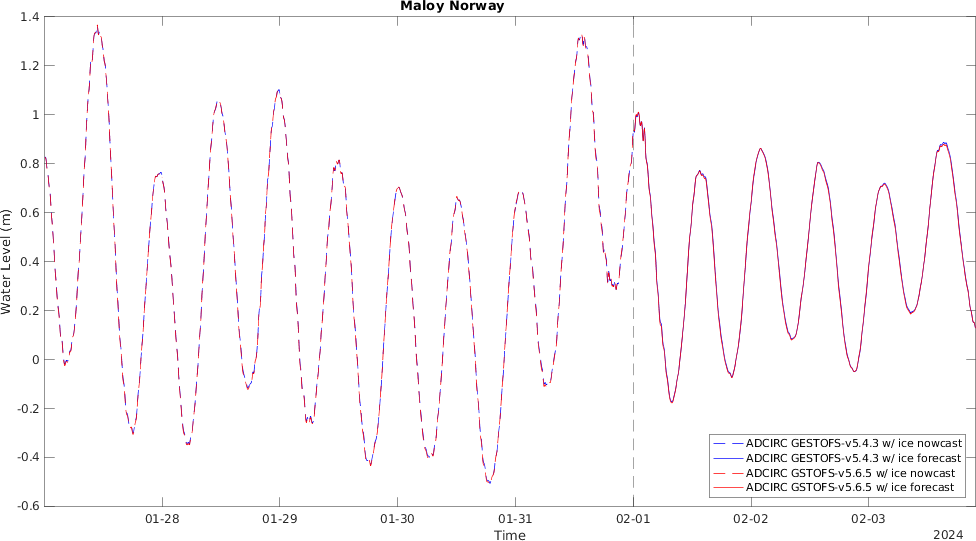 Maloy Norway
1.4
1.2
1
0.8
0.6
0.4
0.2
0
-0.2
-0.4
-0.6
Water Level (m)
ADCIRC GESTOFS-v5.4.3 w/ ice nowcast
ADCIRC GESTOFS-v5.4.3 w/ ice forecast
ADCIRC GSTOFS-v5.6.5 w/ ice nowcast
ADCIRC GSTOFS-v5.6.5 w/ ice forecast
01-28 01-29 01-30 01-31 02-01 02-02 02-03
Time
2024